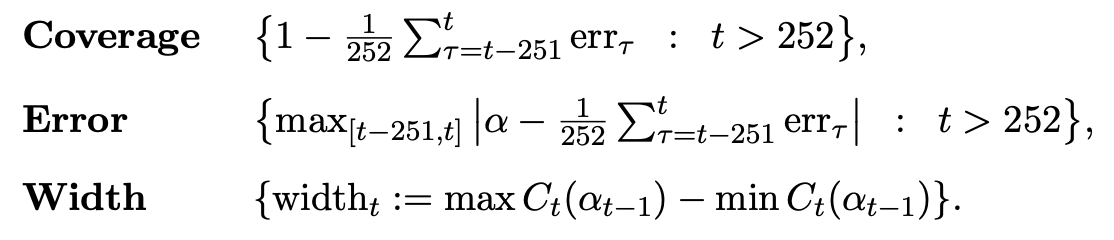 Coverage {1 − 1/252 ∑_{τ=t−251}^{t} err_τ : t > 252},
Error {max_{[t−251,t]} |α − 1/252 ∑_{τ=t−251}^{t} err_τ| : t > 252},
Width {width_t := max C_t(α_{t−1}) − min C_t(α_{t−1})}.